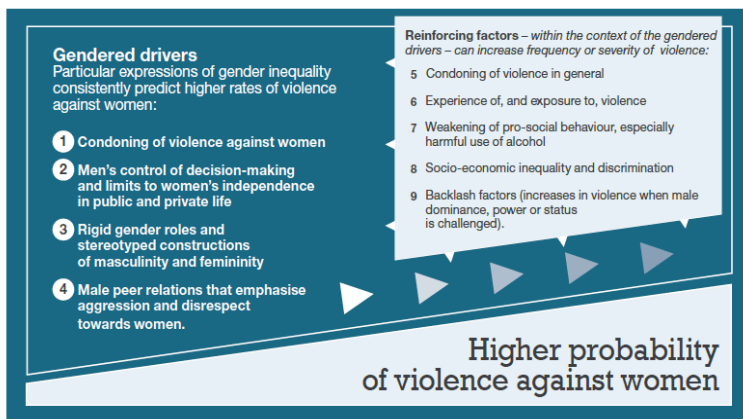 Gendered drivers
Particular expressions of gender inequality
consistently predict higher rates of violence
against women:
1 Condoning of violence against women
2 Men's control of decision-making
and limits to women's independence
in public and private life
3 Rigid gender roles and
stereotyped constructions
of masculinity and femininity
4 Male peer relations that emphasise
aggression and disrespect
towards women.
Reinforcing factors – within the context of the gendered
drivers – can increase frequency or severity of violence:
5 Condoning of violence in general
6 Experience of, and exposure to, violence
7 Weakening of pro-social behaviour, especially
harmful use of alcohol
8 Socio-economic inequality and discrimination
9 Backlash factors (increases in violence when male
dominance, power or status
is challenged).
Higher probability
of violence against women